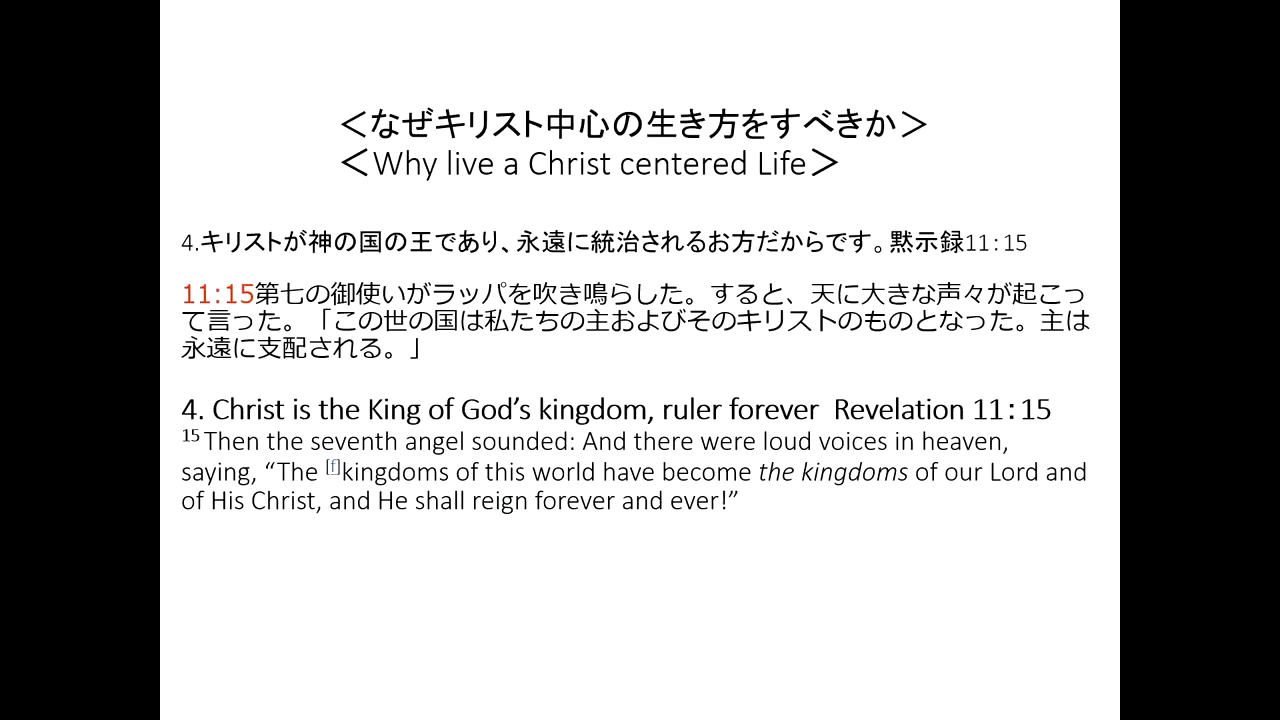 ＜なぜキリスト中心の生き方をすべきか＞
＜Why live a Christ centered Life＞
4.キリストが神の国の王であり、永遠に統治されるお方だからです。黙示録11：15
11:15第七の御使いがラッパを吹き鳴らした。すると、天に大きな声々が起こっ
て言った。「この世の国は私たちの主およびそのキリストのものとなった。主は
永遠に支配される。」
4. Christ is the King of God’s kingdom, ruler forever  Revelation 11：15
15 Then the seventh angel sounded: And there were loud voices in heaven,
saying, “The [f]kingdoms of this world have become the kingdoms of our Lord and
of His Christ, and He shall reign forever and ever!”